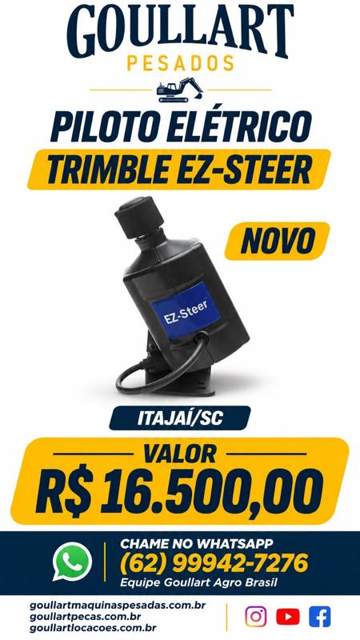 GOULLART
PESADOS
PILOTO ELÉTRICO
TRIMBLE EZ-STEER
NOVO
EZ-Steer
ITAJAÍ/SC
VALOR
R$ 16.500,00
CHAME NO WHATSAPP
(62) 99942-7276
Equipe Goullart Agro Brasil
goullartmaquinaspesadas.com.br
goullartpecas.com.br
goullartlocacoes.com.br